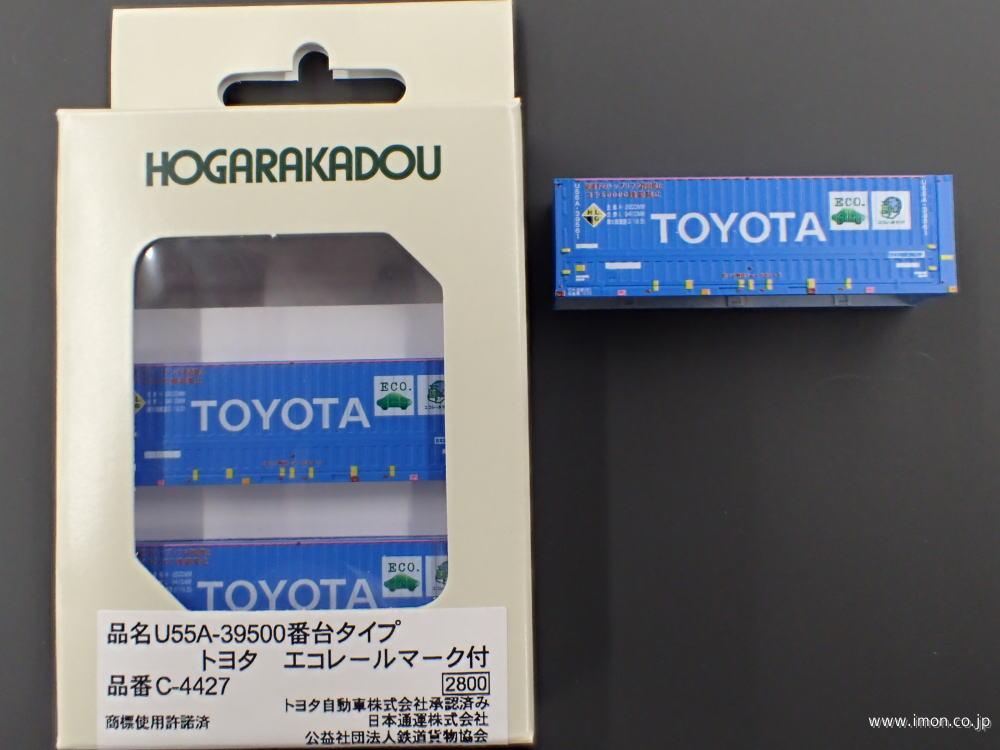 HOGARAKADOU
TOYOTA
ECO.
TOYOTA
ECO.
品名U55A-39500番台タイプ
トヨタ エコレールマーク付
品番C-4427
2800
トヨタ自動車株式会社承認済み
商標使用許諾済
日本通運株式会社
公益社団法人鉄道貨物協会
U55A-39561
TOYOTA
ECO.
U55A-39561
www.imon.co.jp